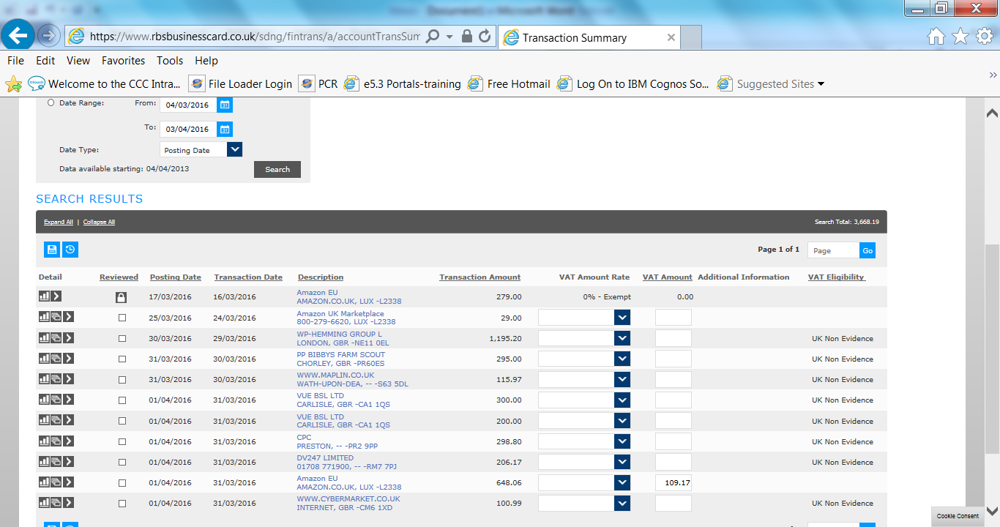 https://www.rbsbusinesscard.co.uk/sdng/fintrans/a/accountTransSum
Transaction Summary
File Edit View Favorites Tools Help
Welcome to the CCC Intra... File Loader Login PCR e5.3 Portals-training Free Hotmail Log On to IBM Cognos So... Suggested Sites
Date Range: From: 04/03/2016
To: 03/04/2016
Date Type: Posting Date
Data available starting: 04/04/2013 Search
SEARCH RESULTS
Expand All | Collapse All Search Total: 3,668.19
Page 1 of 1 Page Go
Detail Reviewed Posting Date Transaction Date Description Transaction Amount VAT Amount Rate VAT Amount Additional Information VAT Eligibility
17/03/2016 16/03/2016 Amazon EU 279.00 0% - Exempt 0.00
AMAZON.CO.UK, LUX -L2338
25/03/2016 24/03/2016 Amazon UK Marketplace 29.00
800-279-6620, LUX -L2338
30/03/2016 29/03/2016 WP-HEMMING GROUP L 1,195.20 UK Non Evidence
LONDON, GBR -NE11 0EL
31/03/2016 30/03/2016 PP BIBBYS FARM SCOUT 295.00 UK Non Evidence
CHORLEY, GBR -PR60ES
31/03/2016 30/03/2016 WWW.MAPLIN.CO.UK 115.97 UK Non Evidence
WATH-UPON-DEA, -- -S63 5DL
01/04/2016 31/03/2016 VUE BSL LTD 300.00 UK Non Evidence
CARLISLE, GBR -CA1 1QS
01/04/2016 31/03/2016 VUE BSL LTD 200.00 UK Non Evidence
CARLISLE, GBR -CA1 1QS
01/04/2016 31/03/2016 CPC 298.80 UK Non Evidence
PRESTON, -- -PR2 9PP
01/04/2016 31/03/2016 DV247 LIMITED 206.17 UK Non Evidence
01708 771900, -- -RM7 7PJ
01/04/2016 31/03/2016 Amazon EU 648.06 109.17
AMAZON.CO.UK, LUX -L2338
01/04/2016 31/03/2016 WWW.CYBERMARKET.CO.UK 100.99 UK Non Evidence
INTERNET, GBR -CM6 1XD
Cookie Consent